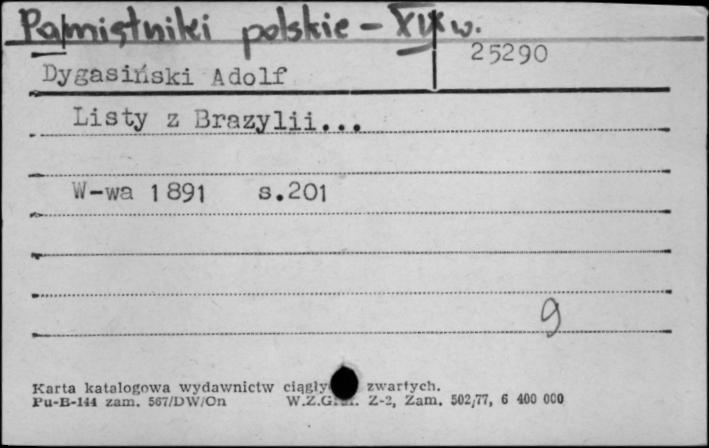 Pamiętniki polskie – XIX w.
25290
Dygasiński Adolf
Listy z Brazylii...
W-wa 1891 s.201
9
Karta katalogowa wydawnictw zwartych.
Pu-B-144 zam. 567/DW/On W.Z.Graf. Z-2, Zam. 502/77, 6 400 000